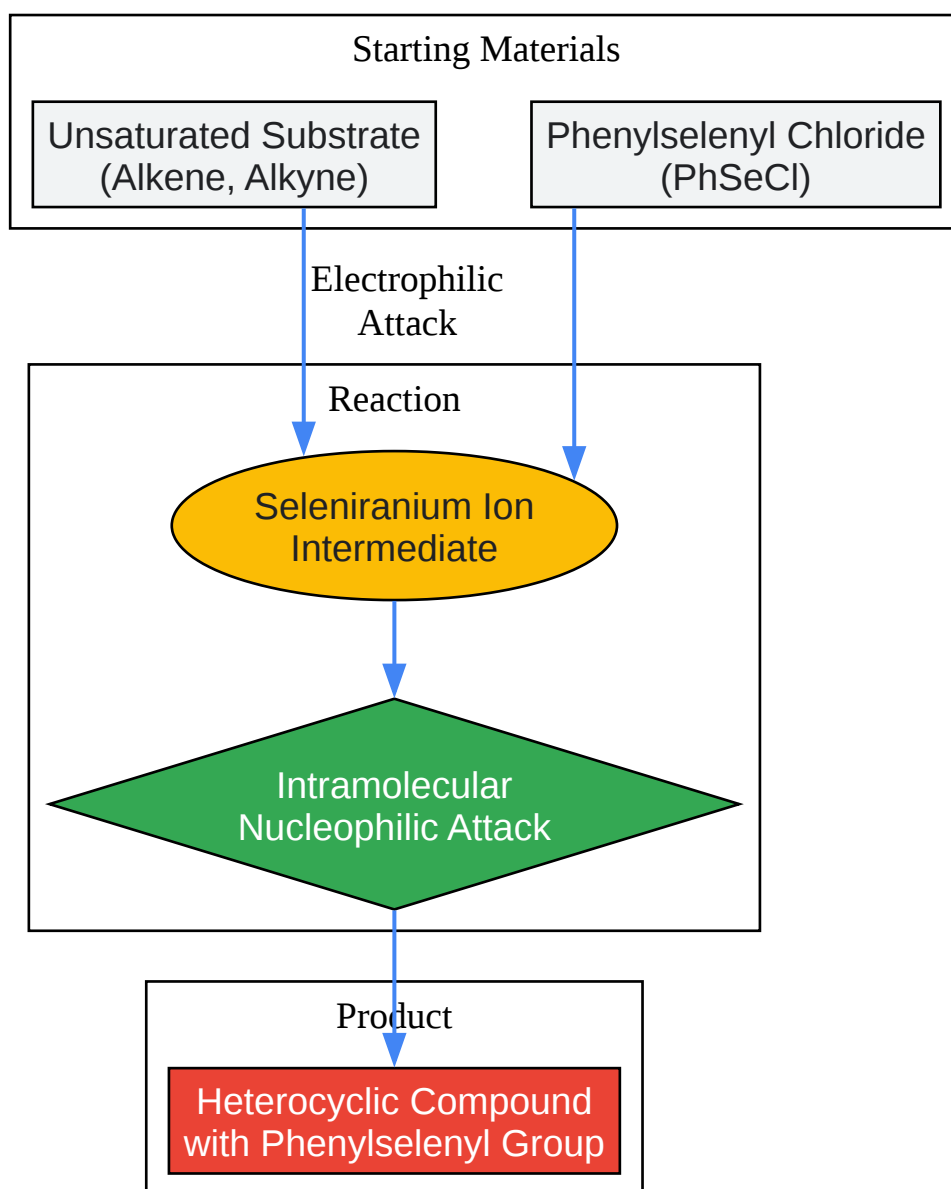 Starting Materials
Unsaturated Substrate
(Alkene, Alkyne)
Phenylselenyl Chloride
(PhSeCl)
Electrophilic
Attack
Reaction
Seleniranium Ion
Intermediate
Intramolecular
Nucleophilic Attack
Product
Heterocyclic Compound
with Phenylselenyl Group